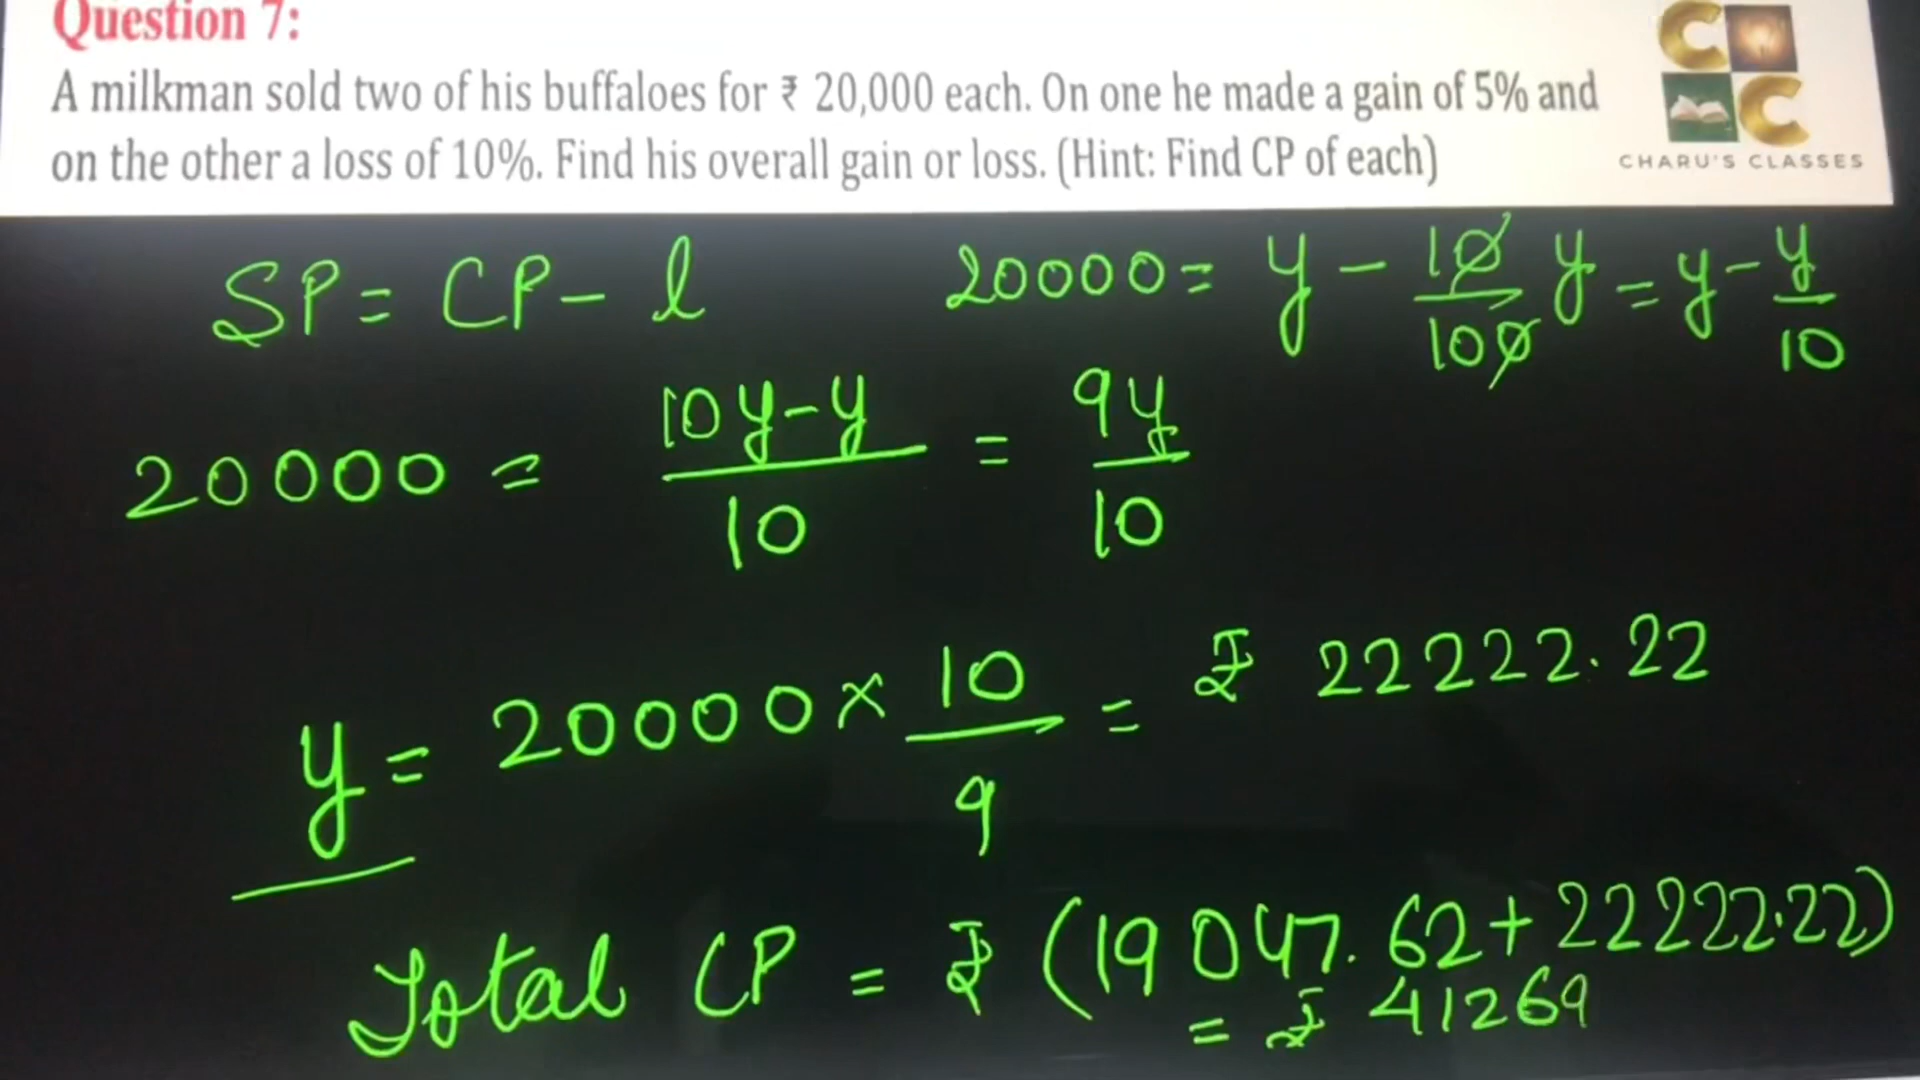 Question 7:
A milkman sold two of his buffaloes for ₹ 20,000 each. On one he made a gain of 5% and
on the other a loss of 10%. Find his overall gain or loss. (Hint: Find CP of each)
C
C
CHARU'S CLASSES
SP = CP - l
20000 = y - 10/100 y = y - y/10
20000 = 10y-y/10 = 9y/10
y = 20000 × 10/9 = ₹ 22222.22
Total CP = ₹ (19047.62+22222.22)
= ₹ 41269